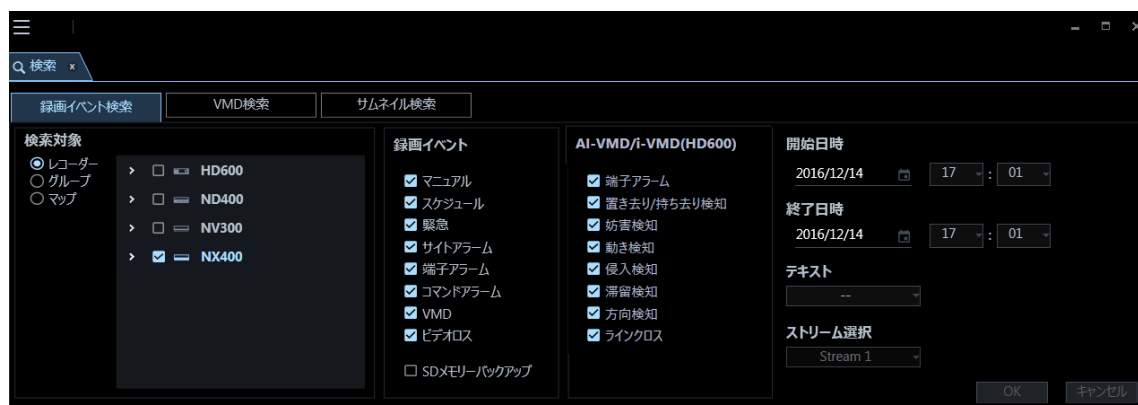 検索
録画イベント検索
VMD検索
サムネイル検索
検索対象
レコーダー
グループ
マップ
HD600
ND400
NV300
NX400
録画イベント
マニュアル
スケジュール
緊急
サイトアラーム
端子アラーム
コマンドアラーム
VMD
ビデオロス
SDメモリーバックアップ
AI-VMD/i-VMD(HD600)
端子アラーム
置き去り/持ち去り検知
妨害検知
動き検知
侵入検知
滞留検知
方向検知
ラインクロス
開始日時
2016/12/14 17 : 01
終了日時
2016/12/14 17 : 01
テキスト
--
ストリーム選択
Stream 1
OK キャンセル